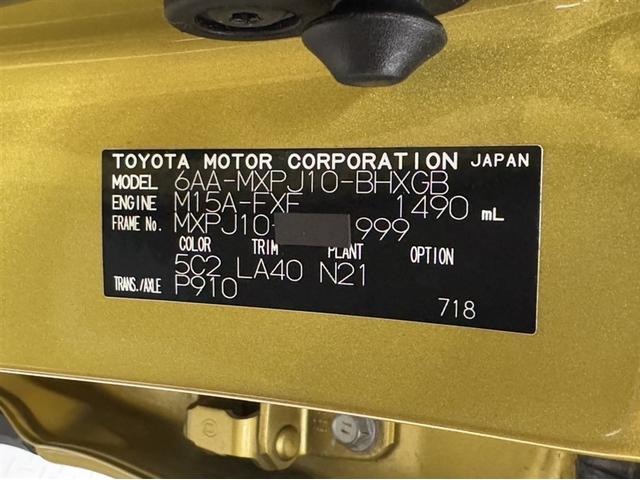 TOYOTA MOTOR CORPORATION JAPAN
MODEL 6AA-MXPJ10-BHXGB
ENGINE M15A-FXE 1490 mL
FRAME No. MXPJ10- 999
COLOR TRIM PLANT OPTION
5C2 LA40 N21
TRANS./AXLE P910
718